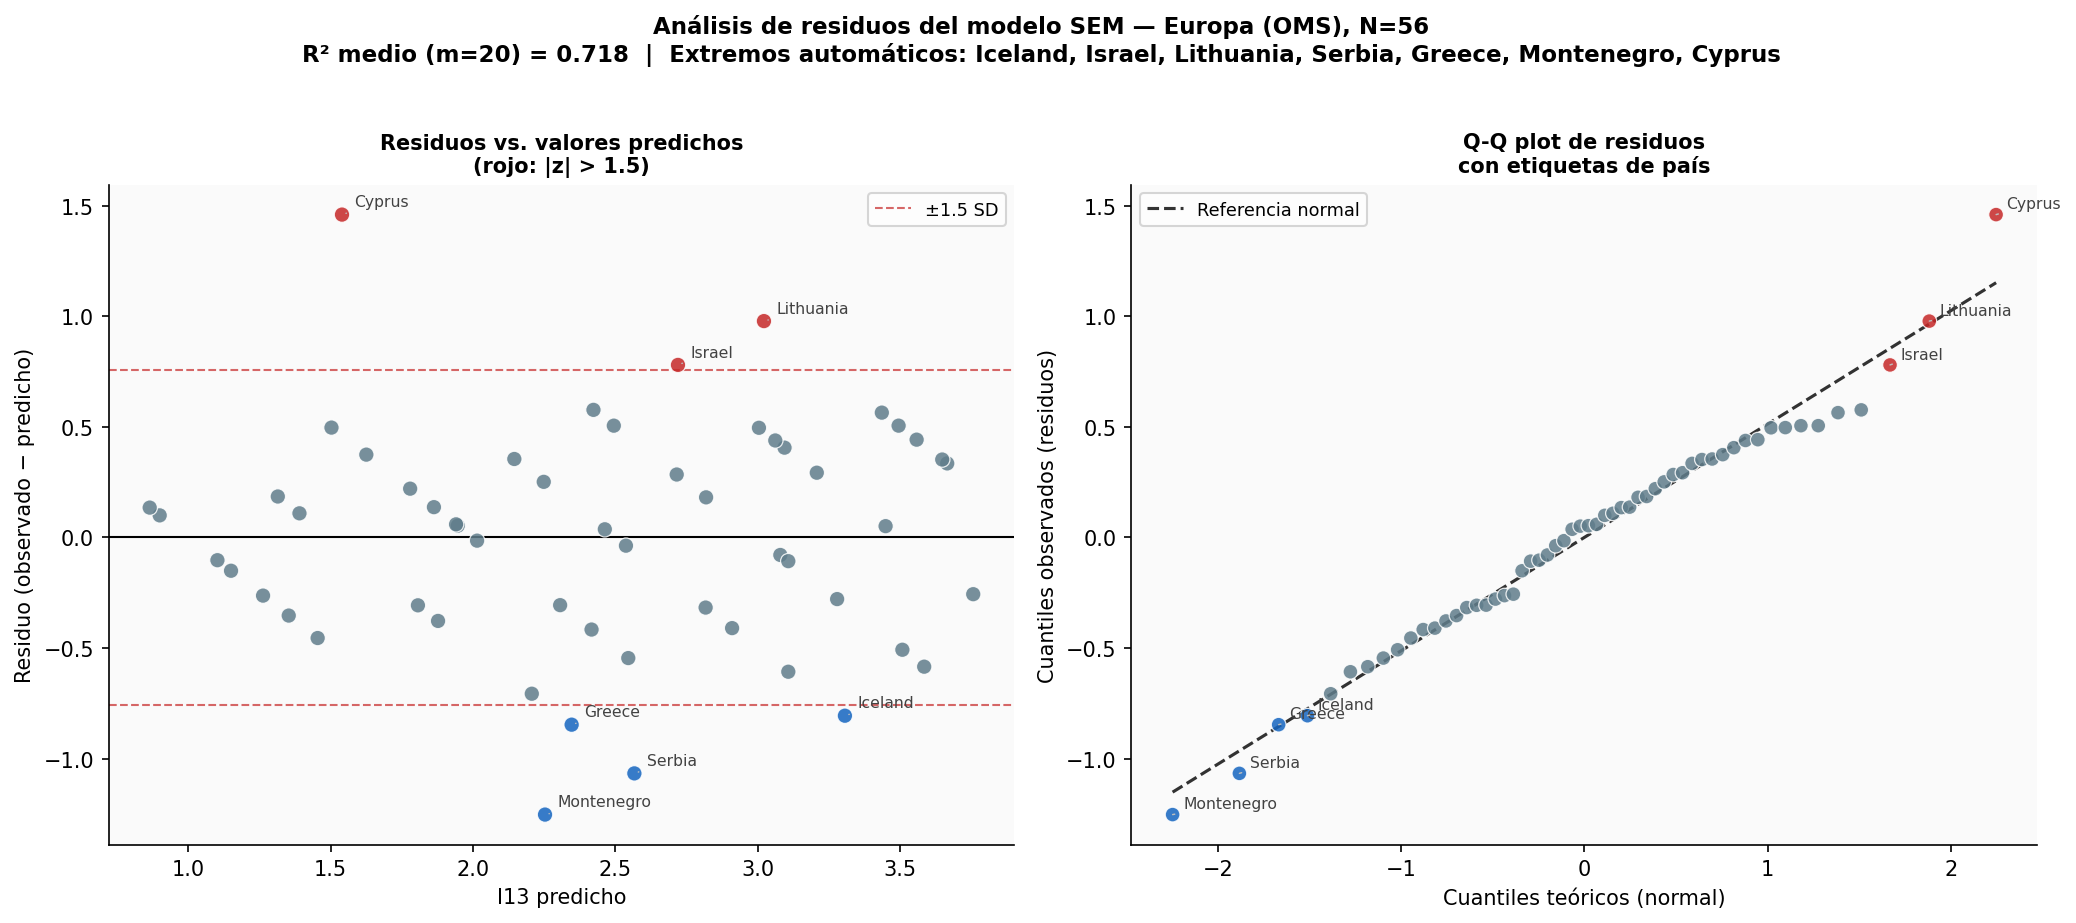 Análisis de residuos del modelo SEM — Europa (OMS), N=56
R² medio (m=20) = 0.718 | Extremos automáticos: Iceland, Israel, Lithuania, Serbia, Greece, Montenegro, Cyprus
Residuos vs. valores predichos
(rojo: |z| > 1.5)
±1.5 SD
Cyprus
Lithuania
Israel
Greece
Iceland
Serbia
Montenegro
1.5
1.0
0.5
0.0
−0.5
−1.0
Residuo (observado − predicho)
1.0
1.5
2.0
2.5
3.0
3.5
I13 predicho
Q-Q plot de residuos
con etiquetas de país
Referencia normal
Cyprus
Lithuania
Israel
Iceland
Greece
Serbia
Montenegro
1.5
1.0
0.5
0.0
−0.5
−1.0
Cuantiles observados (residuos)
−2
−1
0
1
2
Cuantiles teóricos (normal)